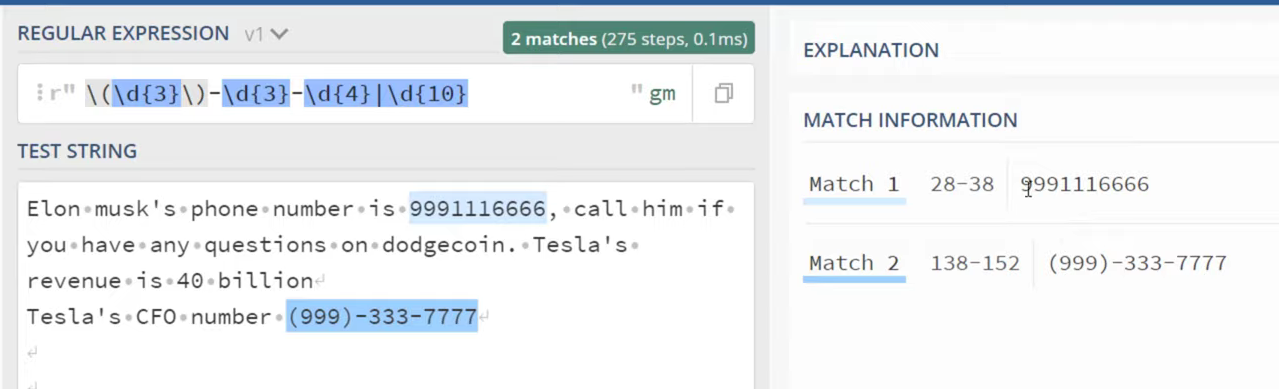 REGULAR EXPRESSION v1
2 matches (275 steps, 0.1ms)
r" \(\d{3}\)-\d{3}-\d{4}|\d{10} " gm
TEST STRING
Elon musk's phone number is 9991116666, call him if
you have any questions on dodgecoin. Tesla's
revenue is 40 billion
Tesla's CFO number (999)-333-7777
EXPLANATION
MATCH INFORMATION
Match 1 28-38 9991116666
Match 2 138-152 (999)-333-7777